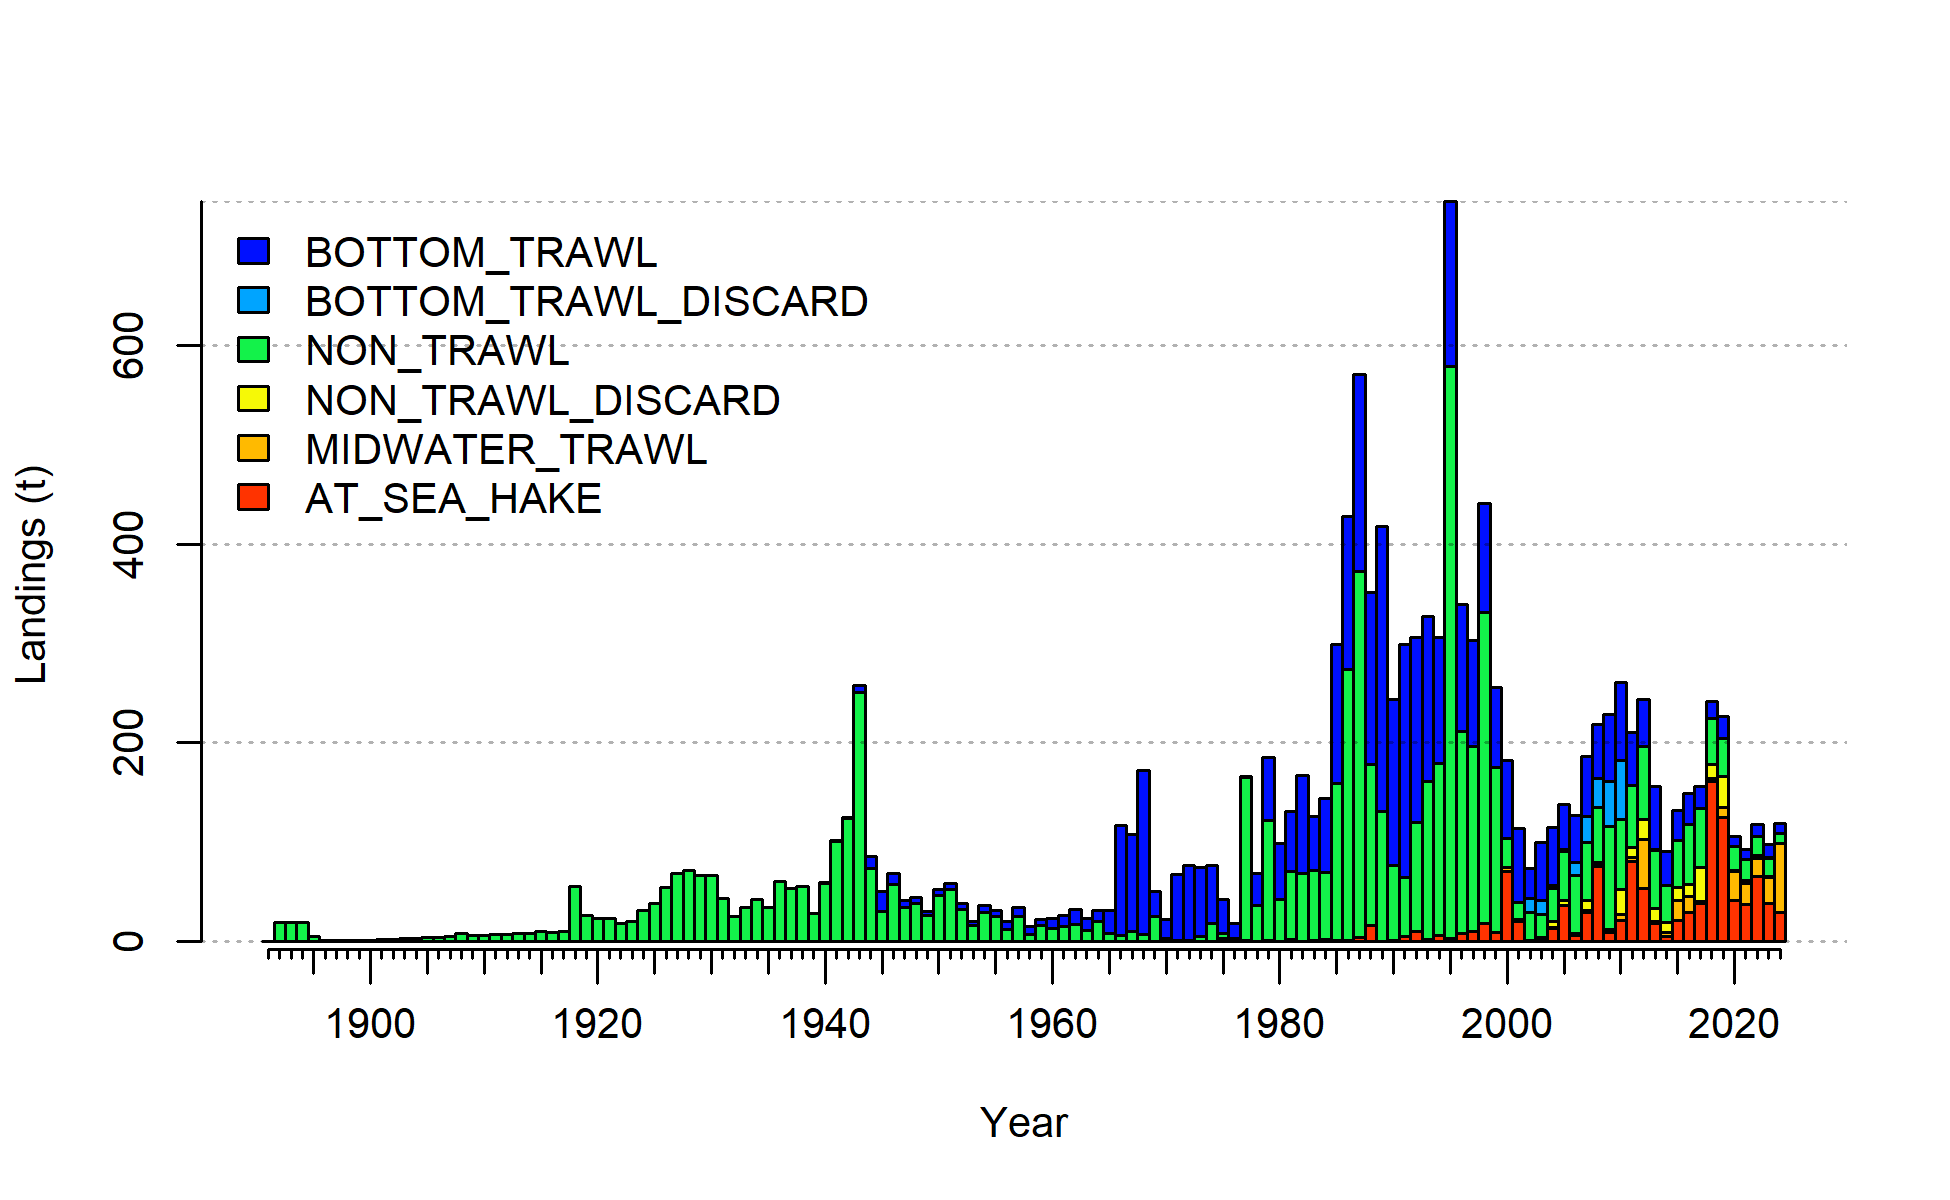 BOTTOM_TRAWL
BOTTOM_TRAWL_DISCARD
NON_TRAWL
NON_TRAWL_DISCARD
MIDWATER_TRAWL
AT_SEA_HAKE
Landings (t)
600
400
200
0
1900 1920 1940 1960 1980 2000 2020
Year